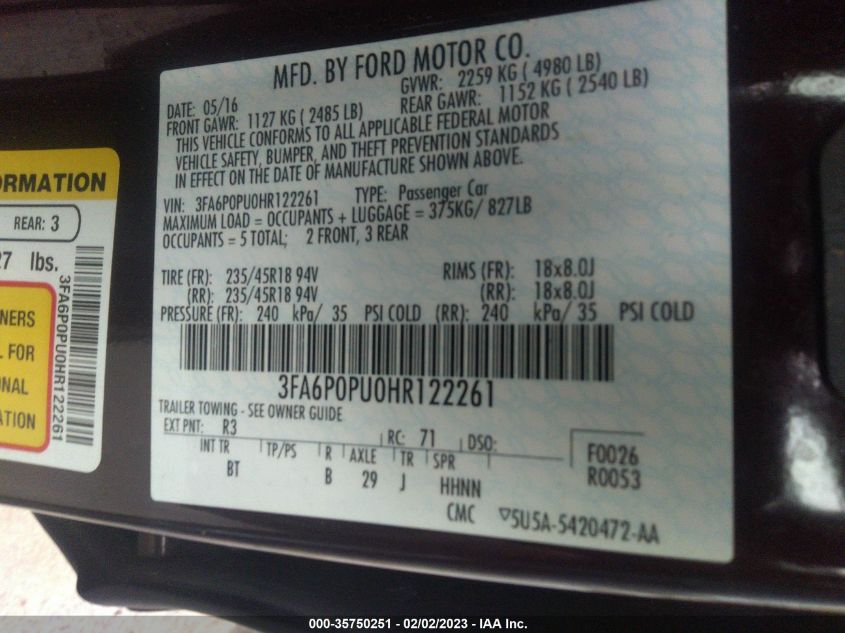 MFD. BY FORD MOTOR CO.
DATE: 05/16 GVWR: 2259 KG ( 4980 LB)
FRONT GAWR: 1127 KG ( 2485 LB) REAR GAWR: 1152 KG ( 2540 LB)
THIS VEHICLE CONFORMS TO ALL APPLICABLE FEDERAL MOTOR
VEHICLE SAFETY, BUMPER, AND THEFT PREVENTION STANDARDS
IN EFFECT ON THE DATE OF MANUFACTURE SHOWN ABOVE.
VIN: 3FA6P0PU0HR122261 TYPE: Passenger Car
MAXIMUM LOAD = OCCUPANTS + LUGGAGE = 375KG/ 827LB
OCCUPANTS = 5 TOTAL; 2 FRONT, 3 REAR
TIRE (FR): 235/45R18 94V RIMS (FR): 18x8.0J
(RR): 235/45R18 94V (RR): 18x8.0J
PRESSURE (FR): 240 kPa/ 35 PSI COLD (RR): 240 kPa/ 35 PSI COLD
3FA6P0PU0HR122261
TRAILER TOWING - SEE OWNER GUIDE
EXT PNT: R3 RC: 71 DSO:
INT TR TP/PS R AXLE TR SPR
BT B 29 J HHNN
F0026
R0053
CMC ▽5U5A-5420472-AA
ORMATION
REAR: 3
27 lbs.
3FA6P0PU0HR122261
NERS
L FOR
NAL
ATION
000-35750251 - 02/02/2023 - IAA Inc.